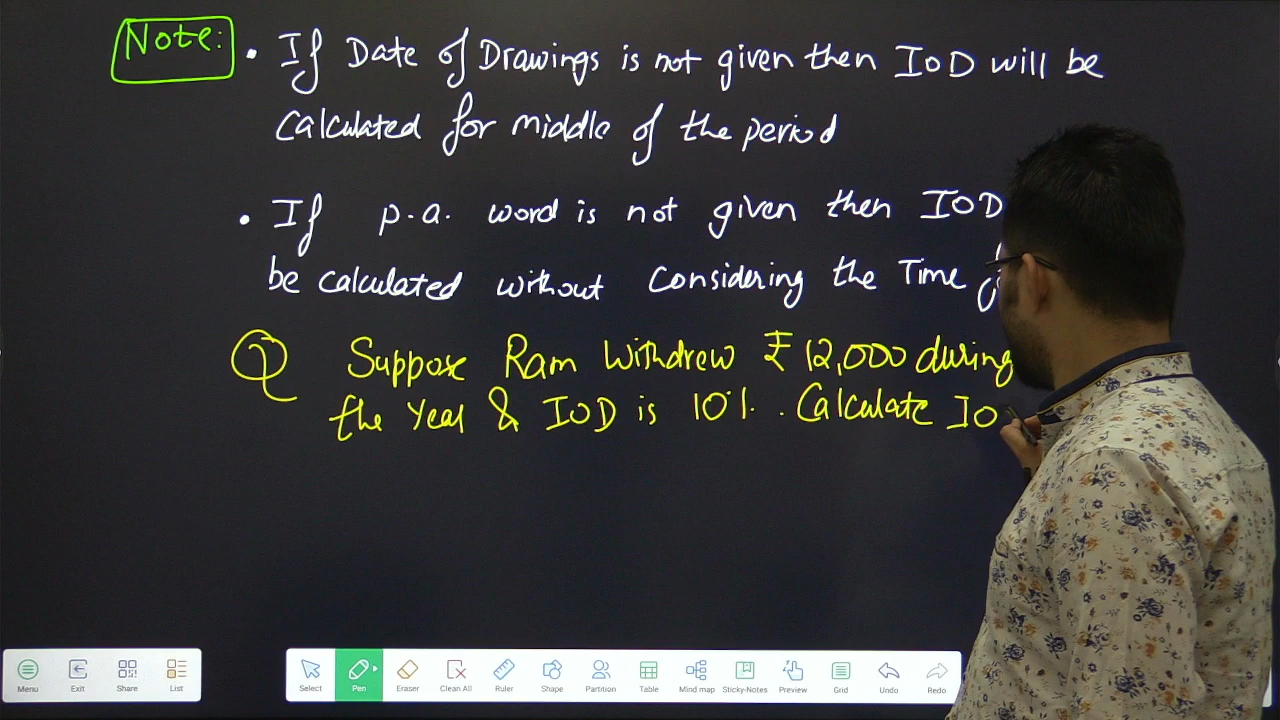 Note: • If Date of Drawings is not given then IOD will be
Calculated for middle of the period
• If p.a. word is not given then IOD
be calculated without Considering the Time
Q Suppose Ram Withdrew ₹12,000 during
the Year & IOD is 10%. Calculate IO
Menu Exit Share List Select Pen Eraser Clean All Ruler Shape Partition Table Mind map Sticky-Notes Preview Grid Undo Redo